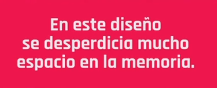 En este diseño
se desperdicia mucho
espacio en la memoria.